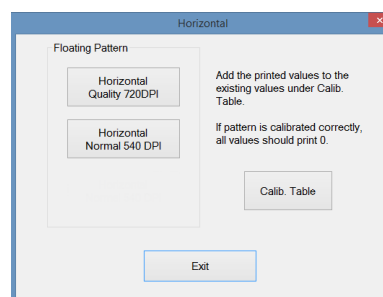 Horizontal
Floating Pattern
Horizontal
Quality 720DPI
Horizontal
Normal 540 DPI
Add the printed values to the
existing values under Calib.
Table.
If pattern is calibrated correctly,
all values should print 0.
Calib. Table
Exit